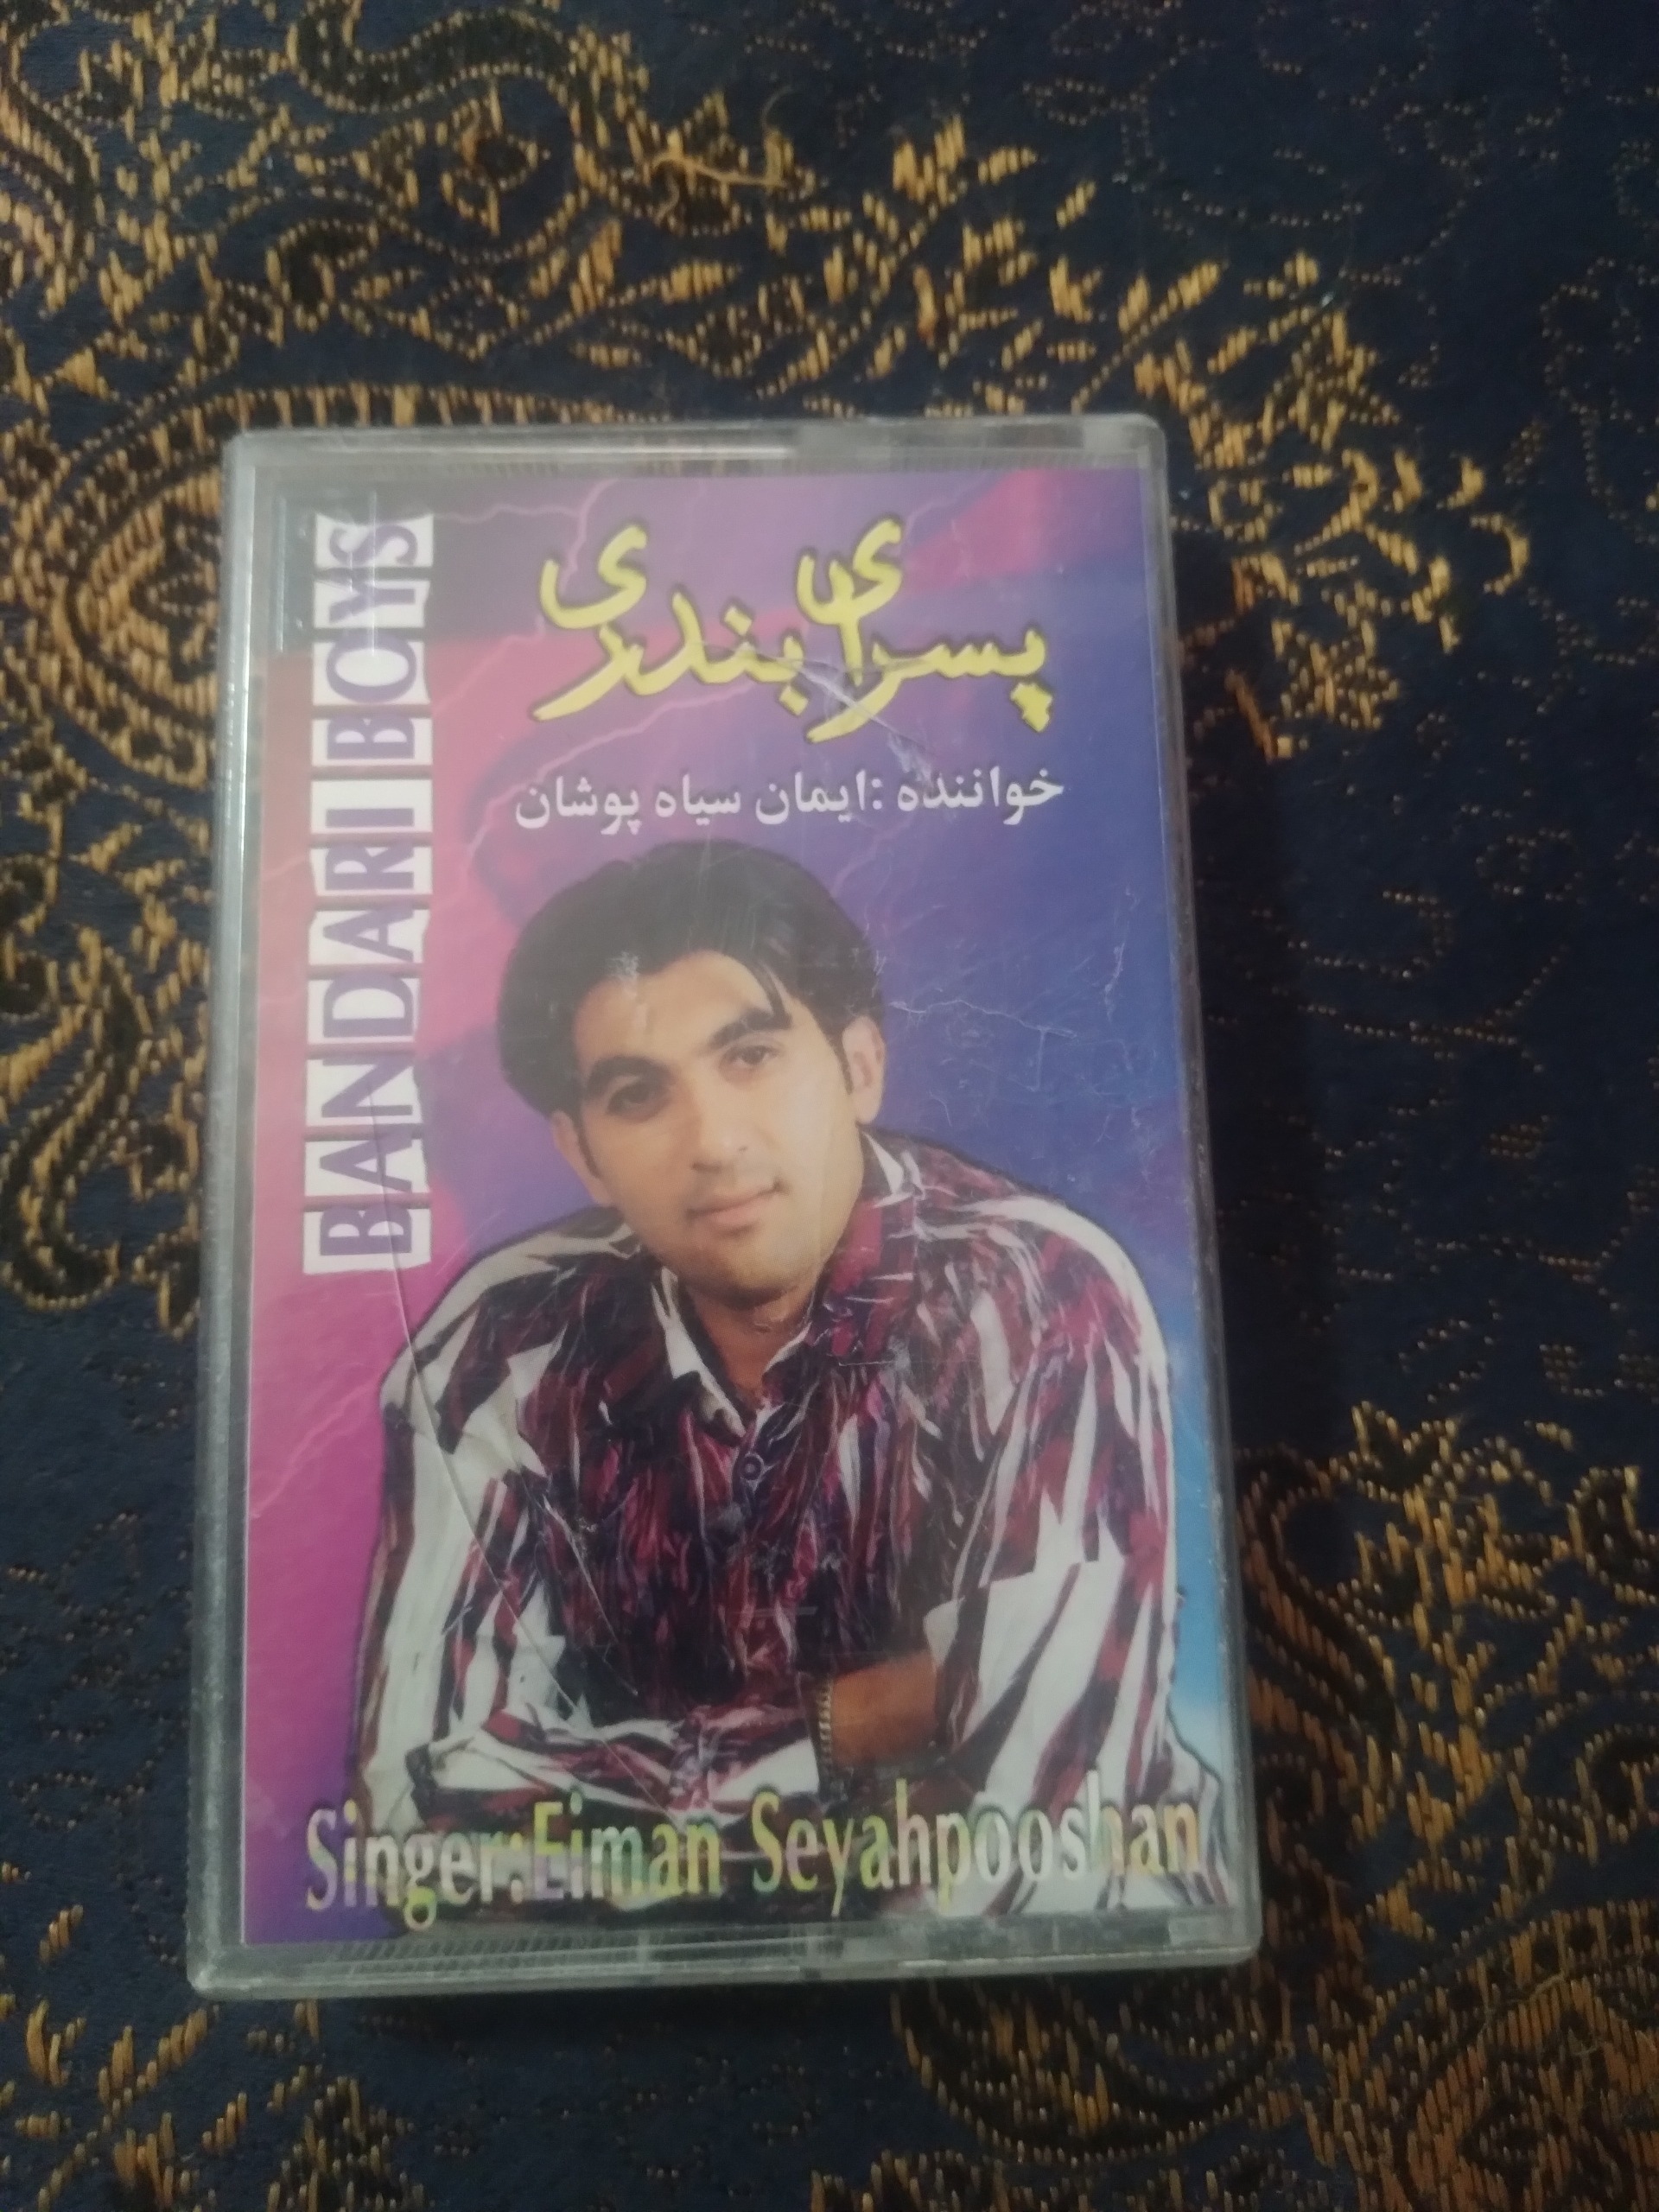 BANDARI BOYS
پسرای بندری
خواننده :ایمان سیاه پوشان
Singer:Eiman Seyahpooshan